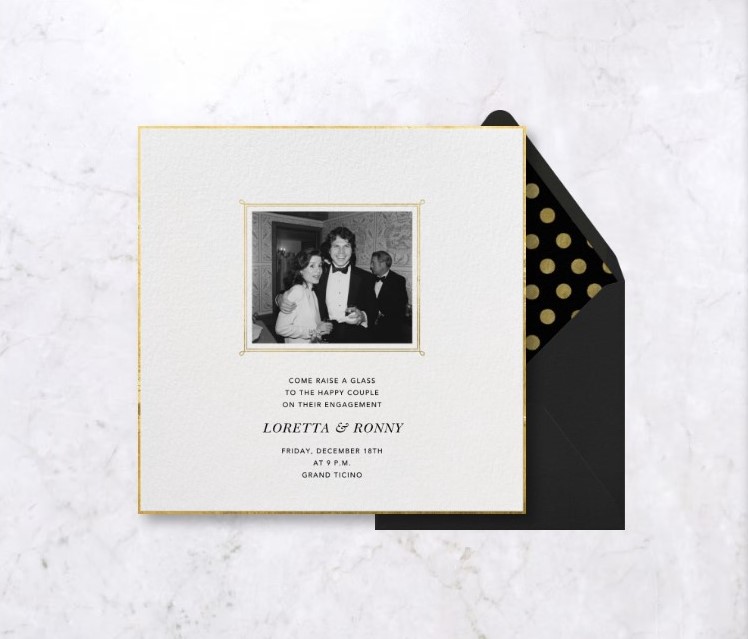 COME RAISE A GLASS
TO THE HAPPY COUPLE
ON THEIR ENGAGEMENT
LORETTA & RONNY
FRIDAY, DECEMBER 18TH
AT 9 P.M.
GRAND TICINO